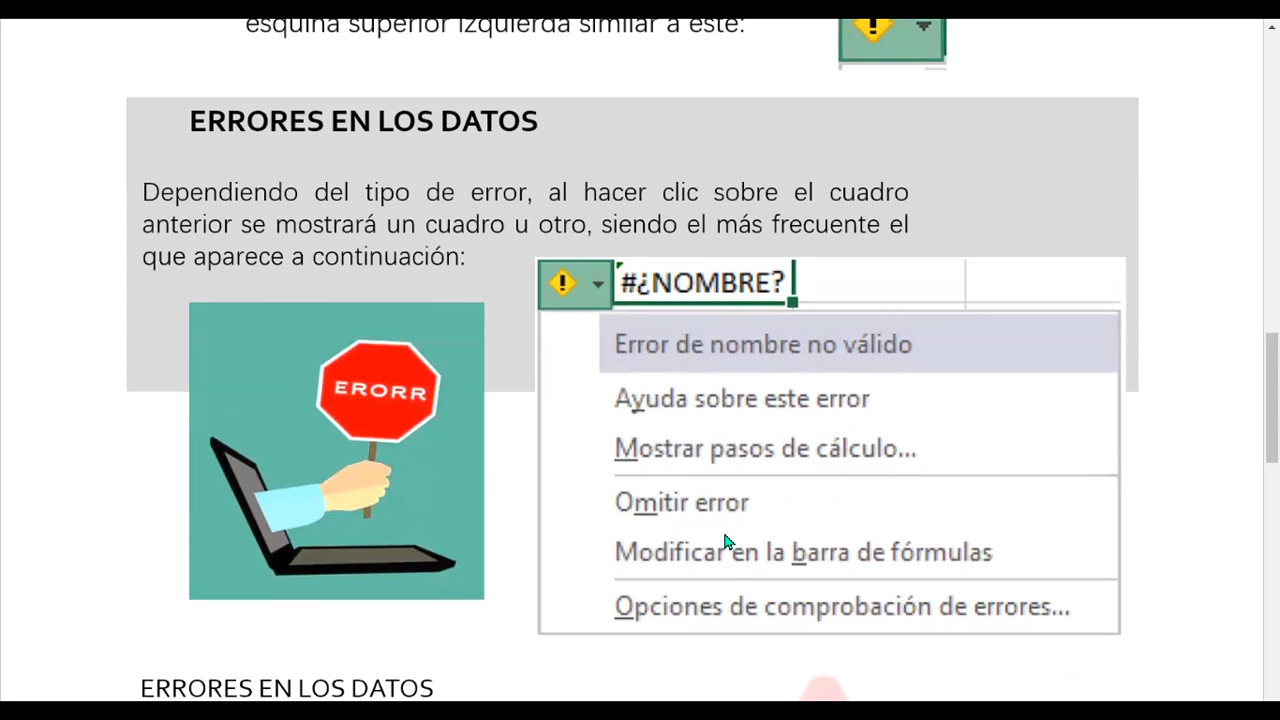 esquina superior izquierda similar a este:
ERRORES EN LOS DATOS
Dependiendo del tipo de error, al hacer clic sobre el cuadro
anterior se mostrará un cuadro u otro, siendo el más frecuente el
que aparece a continuación:
#¿NOMBRE?
Error de nombre no válido
Ayuda sobre este error
Mostrar pasos de cálculo...
Omitir error
Modificar en la barra de fórmulas
Opciones de comprobación de errores...
ERORR
ERRORES EN LOS DATOS